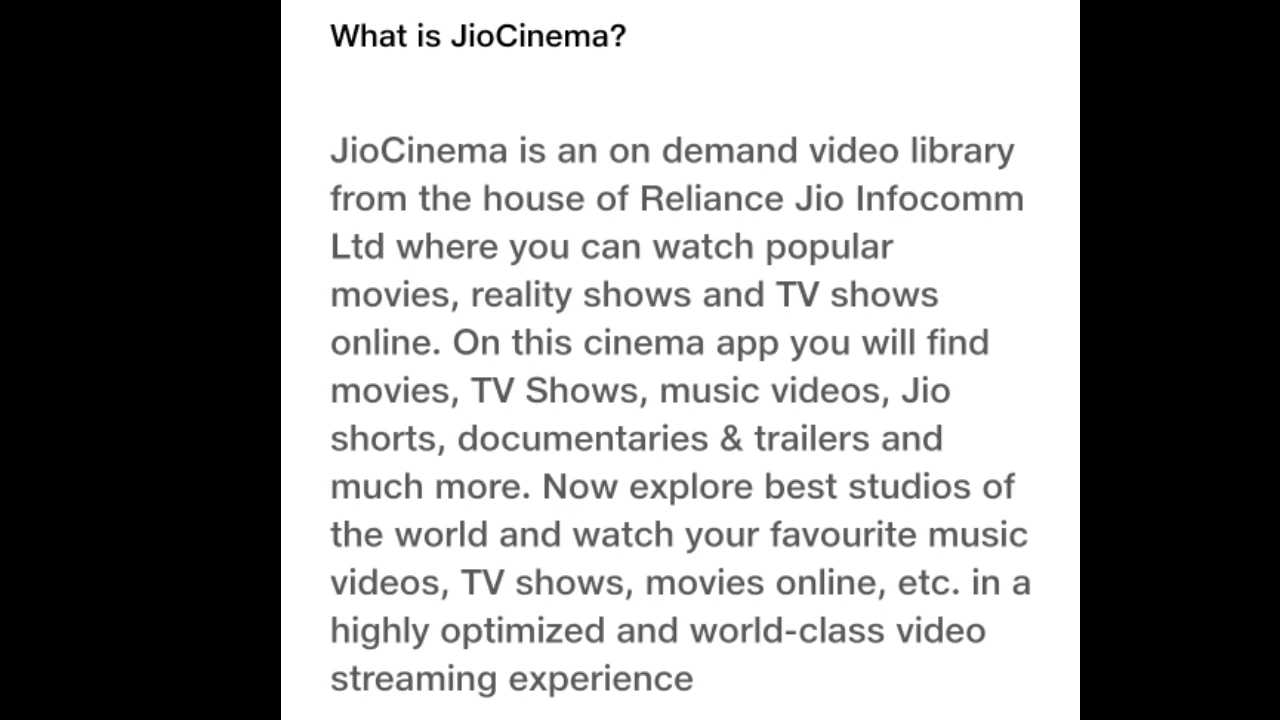 What is JioCinema?
JioCinema is an on demand video library
from the house of Reliance Jio Infocomm
Ltd where you can watch popular
movies, reality shows and TV shows
online. On this cinema app you will find
movies, TV Shows, music videos, Jio
shorts, documentaries & trailers and
much more. Now explore best studios of
the world and watch your favourite music
videos, TV shows, movies online, etc. in a
highly optimized and world-class video
streaming experience